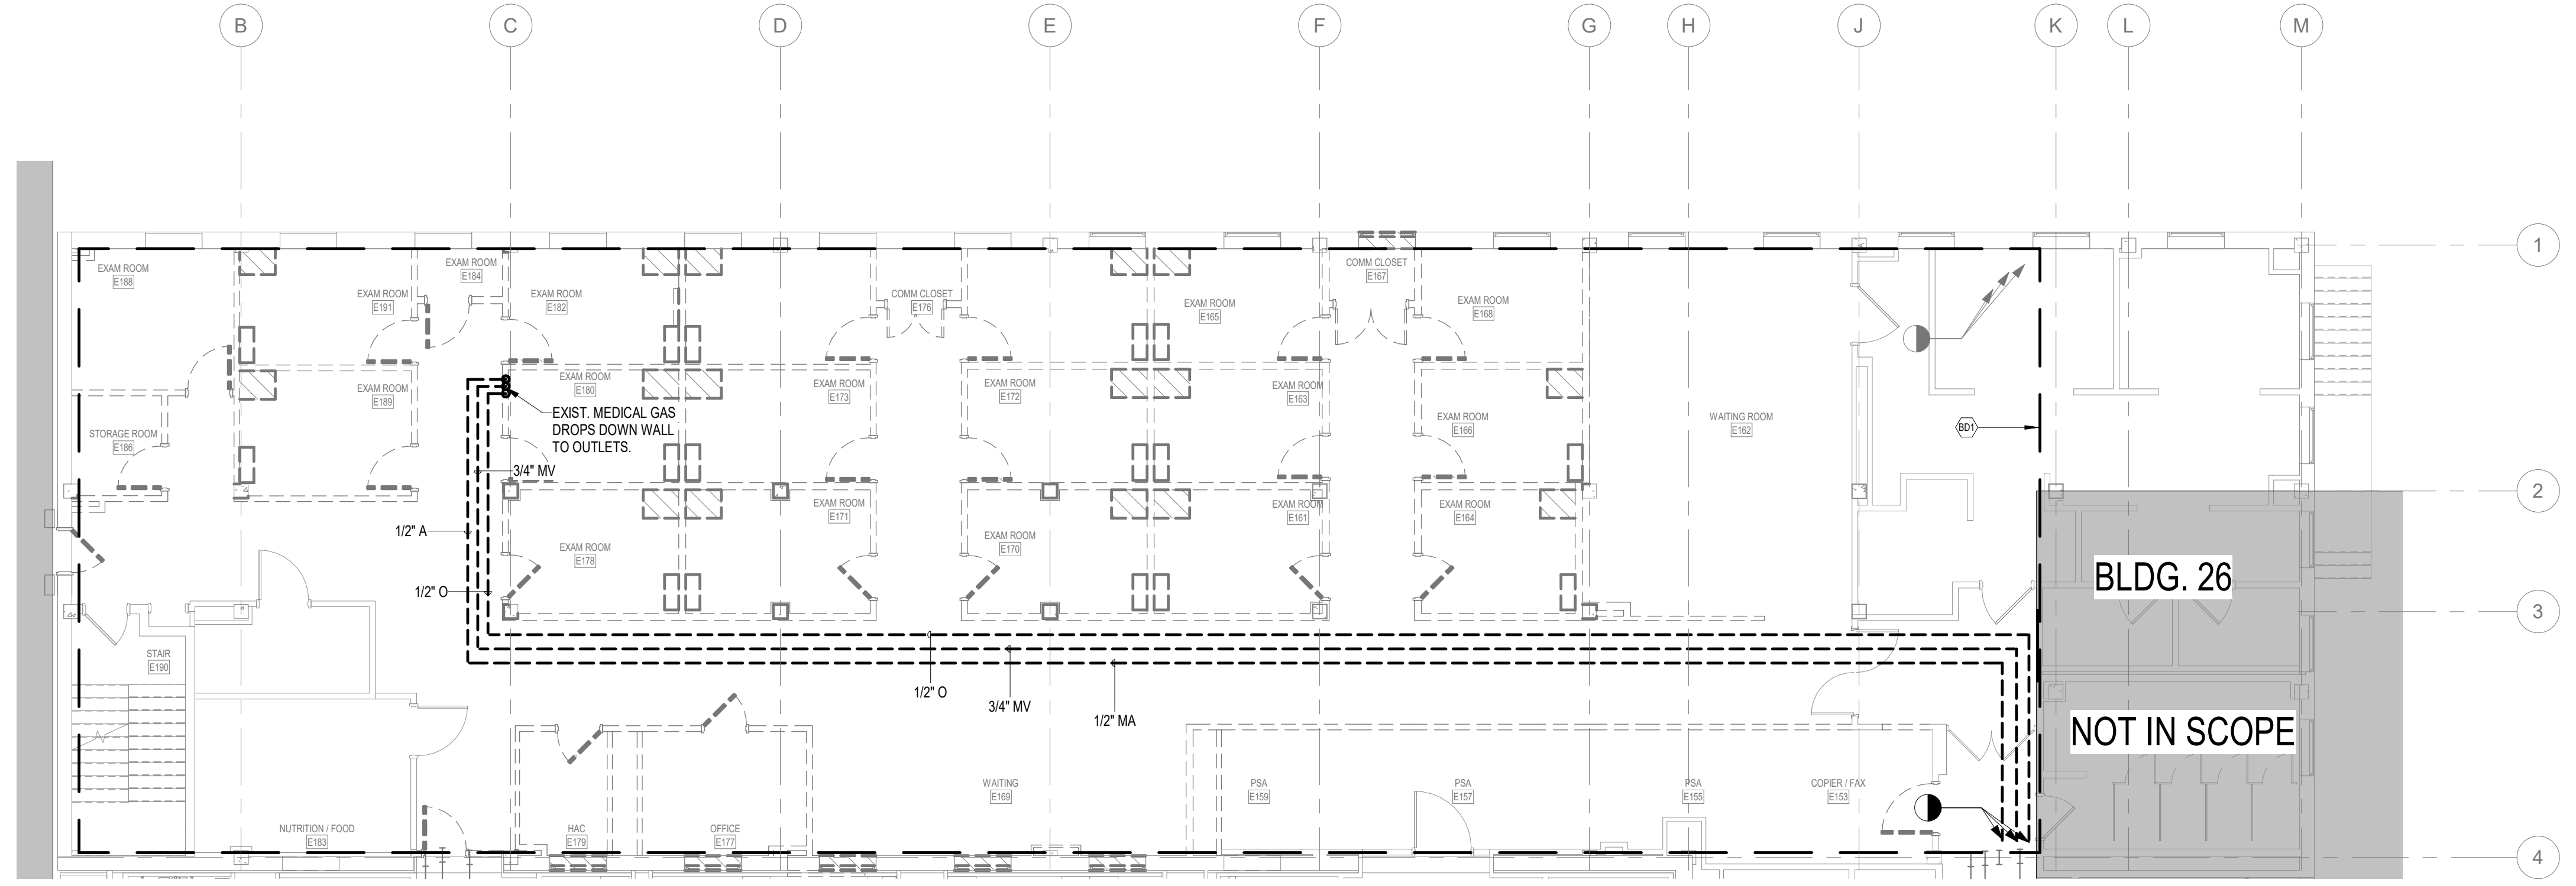 B
C
D
E
F
G
H
J
K
L
M
1
2
3
4
EXAM ROOM
E188
EXAM ROOM
E191
EXAM ROOM
E184
EXAM ROOM
E182
COMM CLOSET
E176
EXAM ROOM
E165
COMM CLOSET
E167
EXAM ROOM
E168
EXAM ROOM
E189
EXAM ROOM
E180
EXAM ROOM
E173
EXAM ROOM
E172
EXAM ROOM
E163
EXAM ROOM
E166
WAITING ROOM
E162
BD1
STORAGE ROOM
E186
EXIST. MEDICAL GAS
DROPS DOWN WALL
TO OUTLETS.
3/4" MV
1/2" A
1/2" O
EXAM ROOM
E178
EXAM ROOM
E171
EXAM ROOM
E170
EXAM ROOM
E161
EXAM ROOM
E164
BLDG. 26
NOT IN SCOPE
STAIR
E190
1/2" O
3/4" MV
1/2" MA
NUTRITION / FOOD
E183
HAC
E179
OFFICE
E177
WAITING
E169
PSA
E159
PSA
E157
PSA
E155
COPIER / FAX
E153